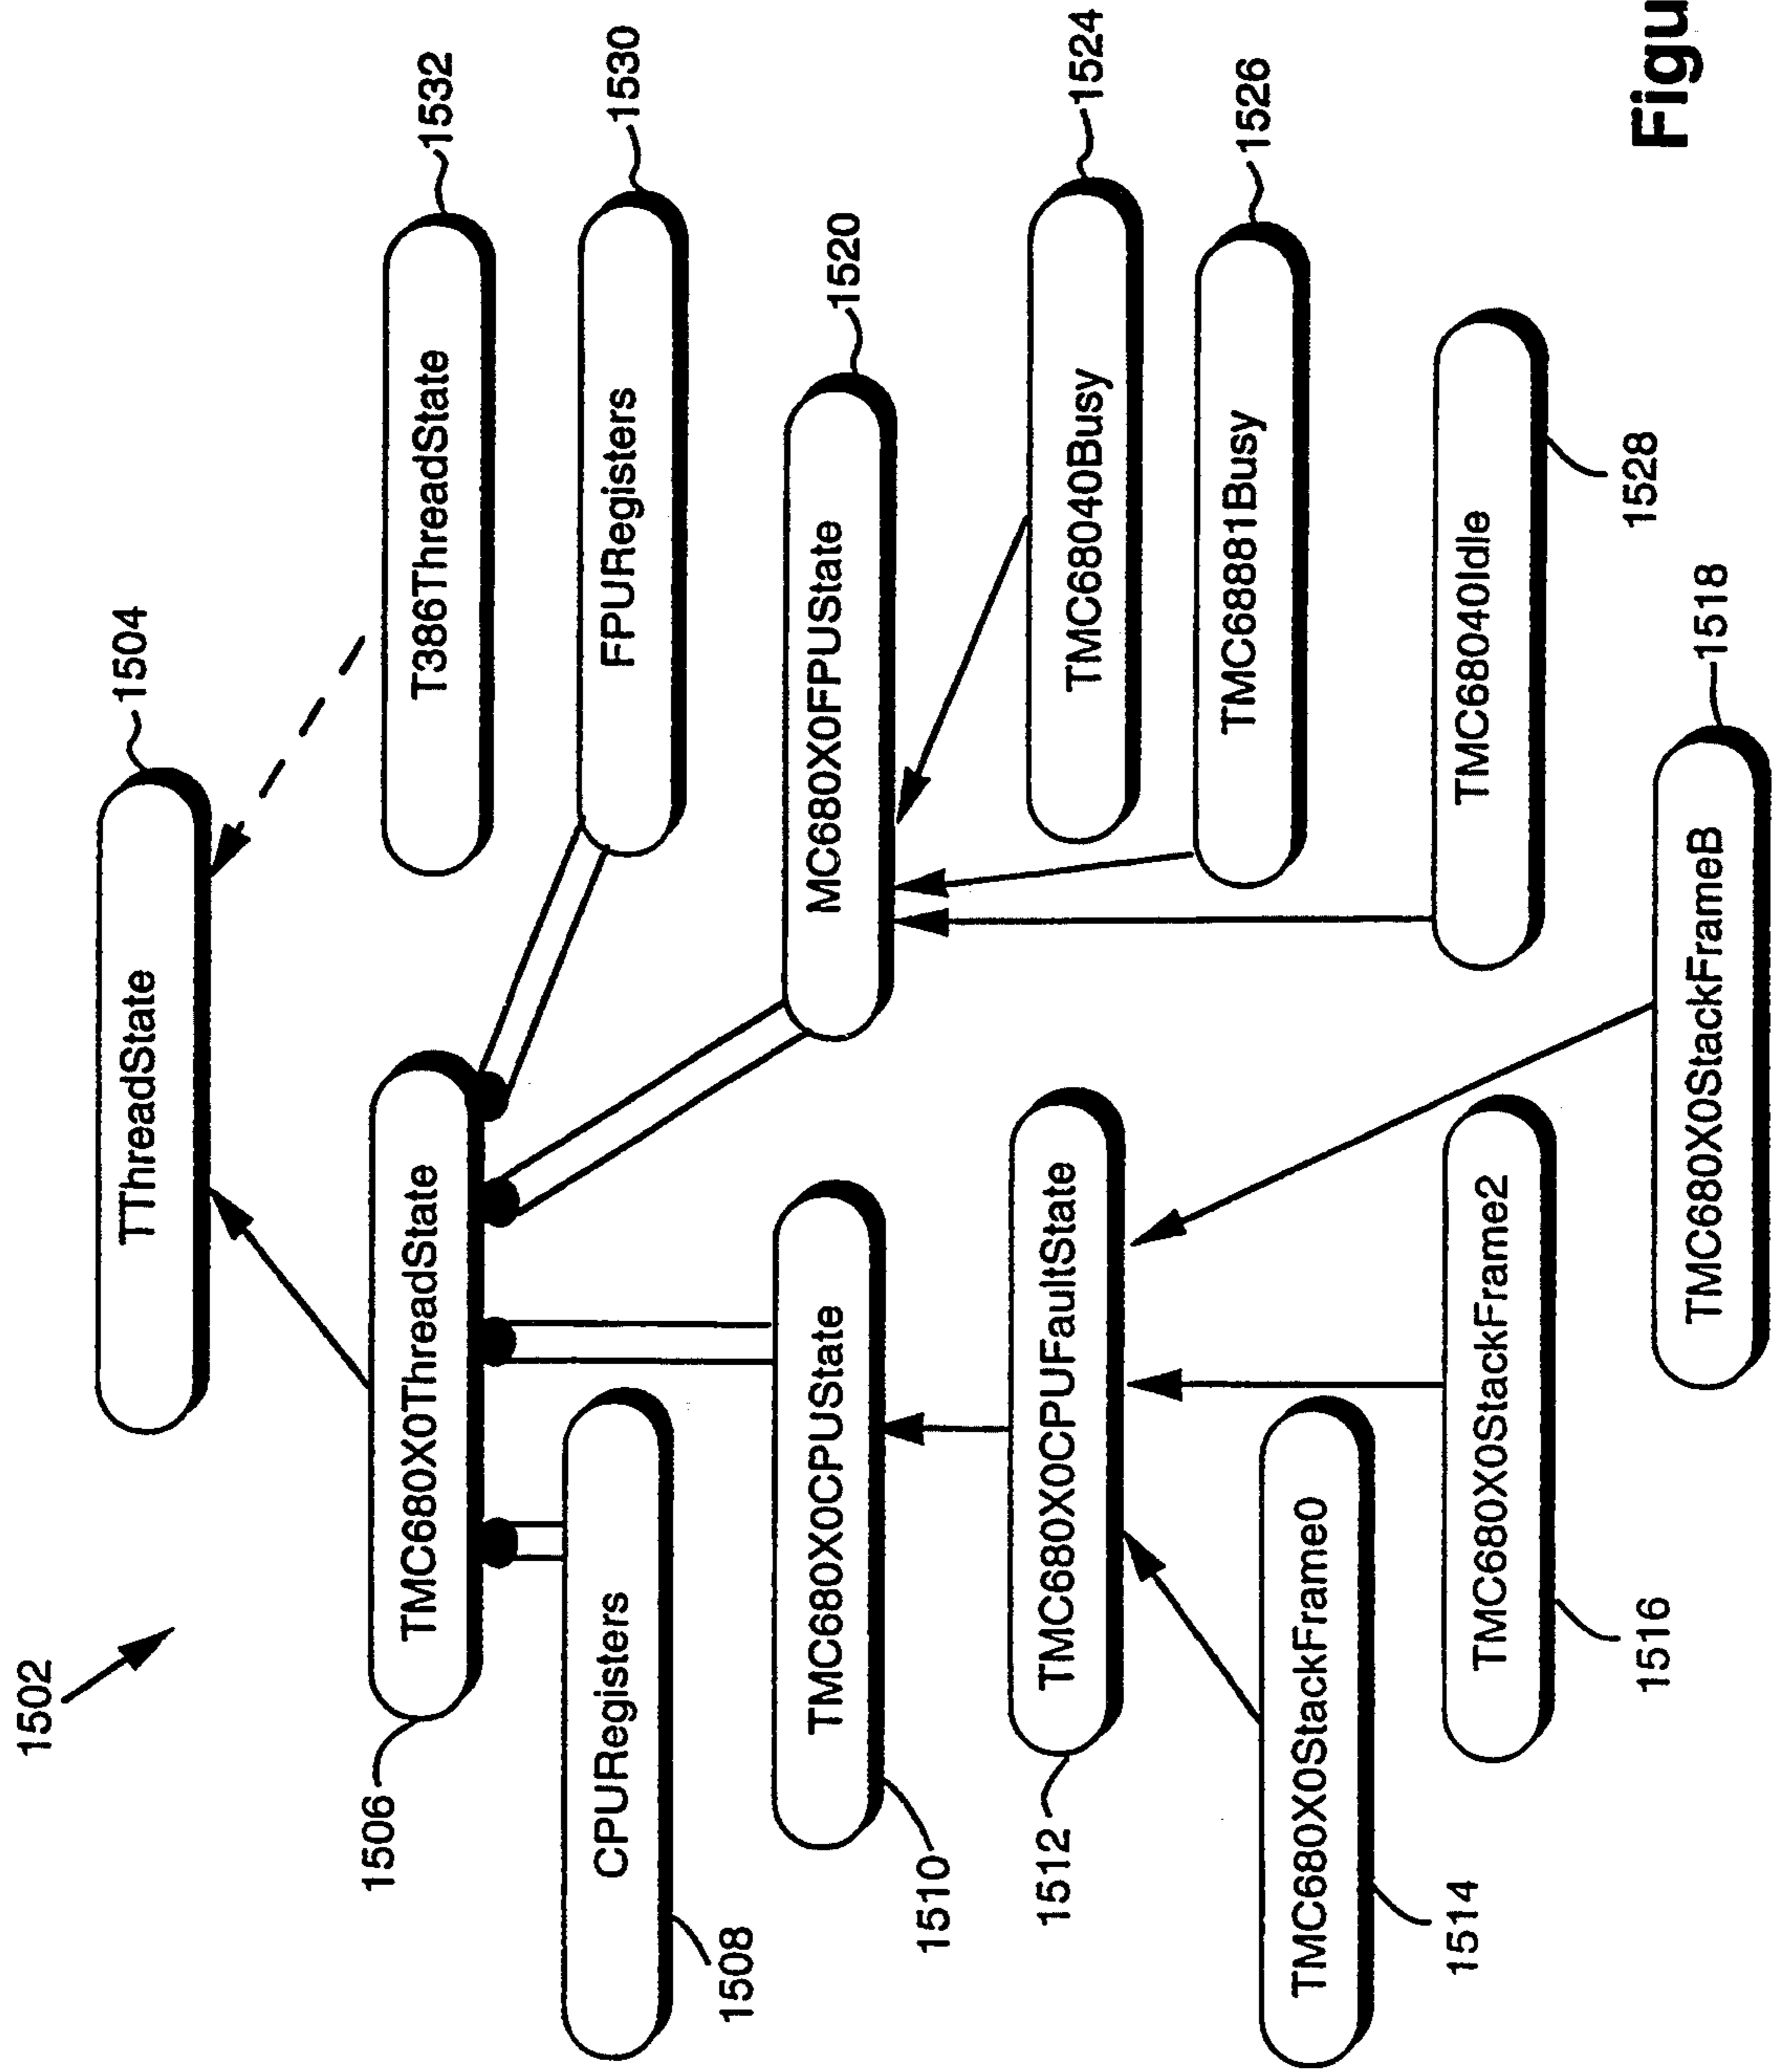 1502
TThreadState
1504
1506
TMC680X0ThreadState
T386ThreadState
1532
CPURegisters
1508
FPURegisters
1530
TMC680X0CPUState
1510
MC680X0FPUState
1520
TMC680X0CPUFaultState
1512
TMC68040Busy
1524
TMC68881Busy
1526
TMC680X0StackFrame0
1514
TMC680X0StackFrame2
1516
TMC68040Idle
1528
TMC680X0StackFrameB
1518
Figu